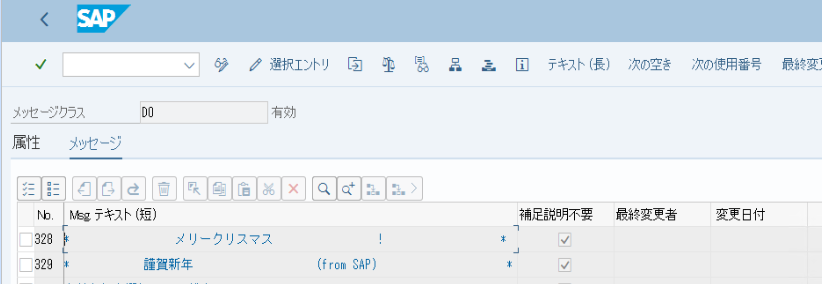 SAP
選択エントリ テキスト(長) 次の空き 次の使用番号 最終変更
メッセージクラス D0 有効
属性 メッセージ
No. Msg.テキスト(短) 補足説明不要 最終変更者 変更日付
328 * メリークリスマス ! *
329 * 謹賀新年 (from SAP) *